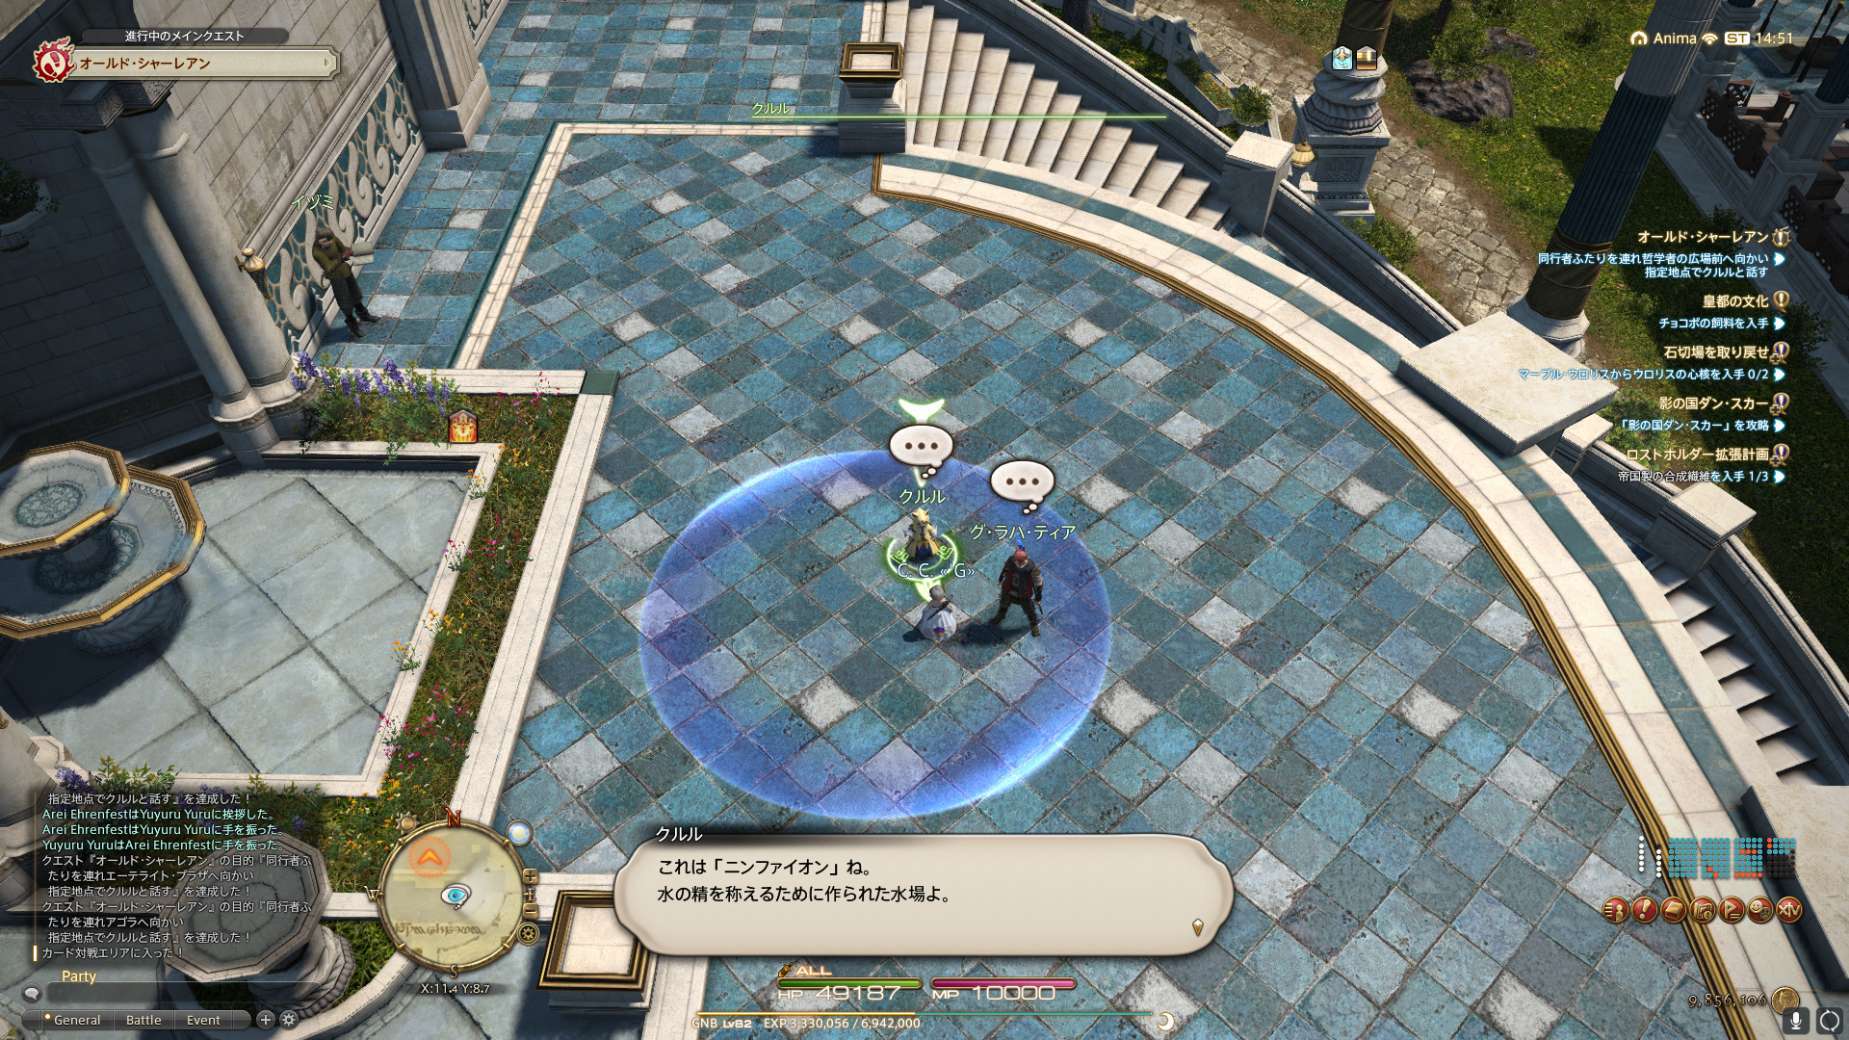 進行中のメインクエスト
オールド・シャーレアン
Anima ST 14:51
クルル
イヅミ
オールド・シャーレアン
同行者ふたりを連れ哲学者の広場前へ向かい
指定地点でクルルと話す
皇都の文化
チョコボの飼料を入手
石切場を取り戻せ
マーブル・ウロリスからウロリスの心核を入手 0/2
影の国ダン・スカー
「影の国ダン・スカー」を攻略
ロストホルダー拡張計画
帝国製の合成繊維を入手 1/3
クルル
グ・ラハ・ティア
C. C. «G»
指定地点でクルルと話す』を達成した！
Arei EhrenfestはYuyuru Yuruに挨拶した。
Arei EhrenfestはYuyuru Yuruに手を振った。
Yuyuru YuruはArei Ehrenfestに手を振った。
クエスト『オールド・シャーレアン』の目的『同行者ふ
たりを連れエーテライト・プラザへ向かい
指定地点でクルルと話す』を達成した！
クエスト『オールド・シャーレアン』の目的『同行者ふ
たりを連れアゴラへ向かい
指定地点でクルルと話す』を達成した！
カード対戦エリアに入った！
Party
General Battle Event
N
W
S
X:11.4 Y:8.7
クルル
これは「ニンファイオン」ね。
水の精を称えるために作られた水場よ。
ALL
HP 49187 MP 10000
GNB Lv82 EXP 3,330,056 / 6,942,000
XIV
9,856,106